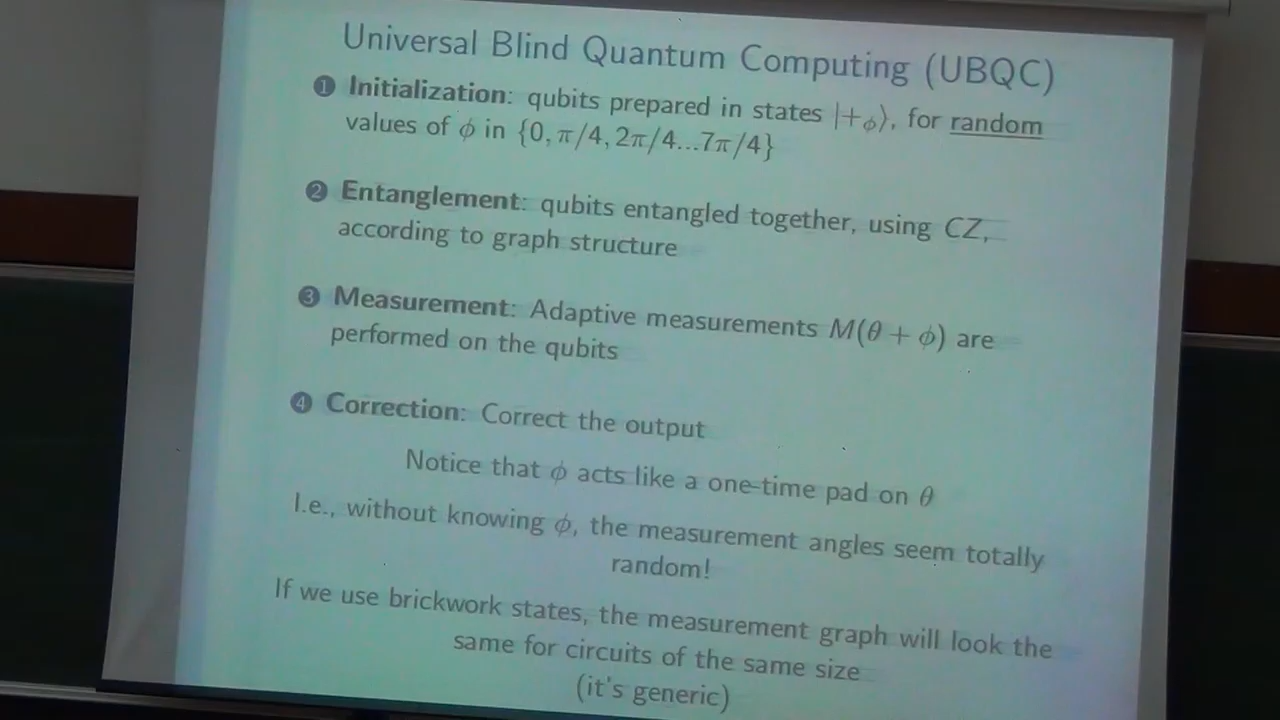 Universal Blind Quantum Computing (UBQC)
1 Initialization: qubits prepared in states |+ϕ⟩, for random
values of ϕ in {0, π/4, 2π/4...7π/4}
2 Entanglement: qubits entangled together, using CZ,
according to graph structure
3 Measurement: Adaptive measurements M(θ + ϕ) are
performed on the qubits
4 Correction: Correct the output
Notice that ϕ acts like a one-time pad on θ
I.e., without knowing ϕ, the measurement angles seem totally
random!
If we use brickwork states, the measurement graph will look the
same for circuits of the same size
(it's generic)